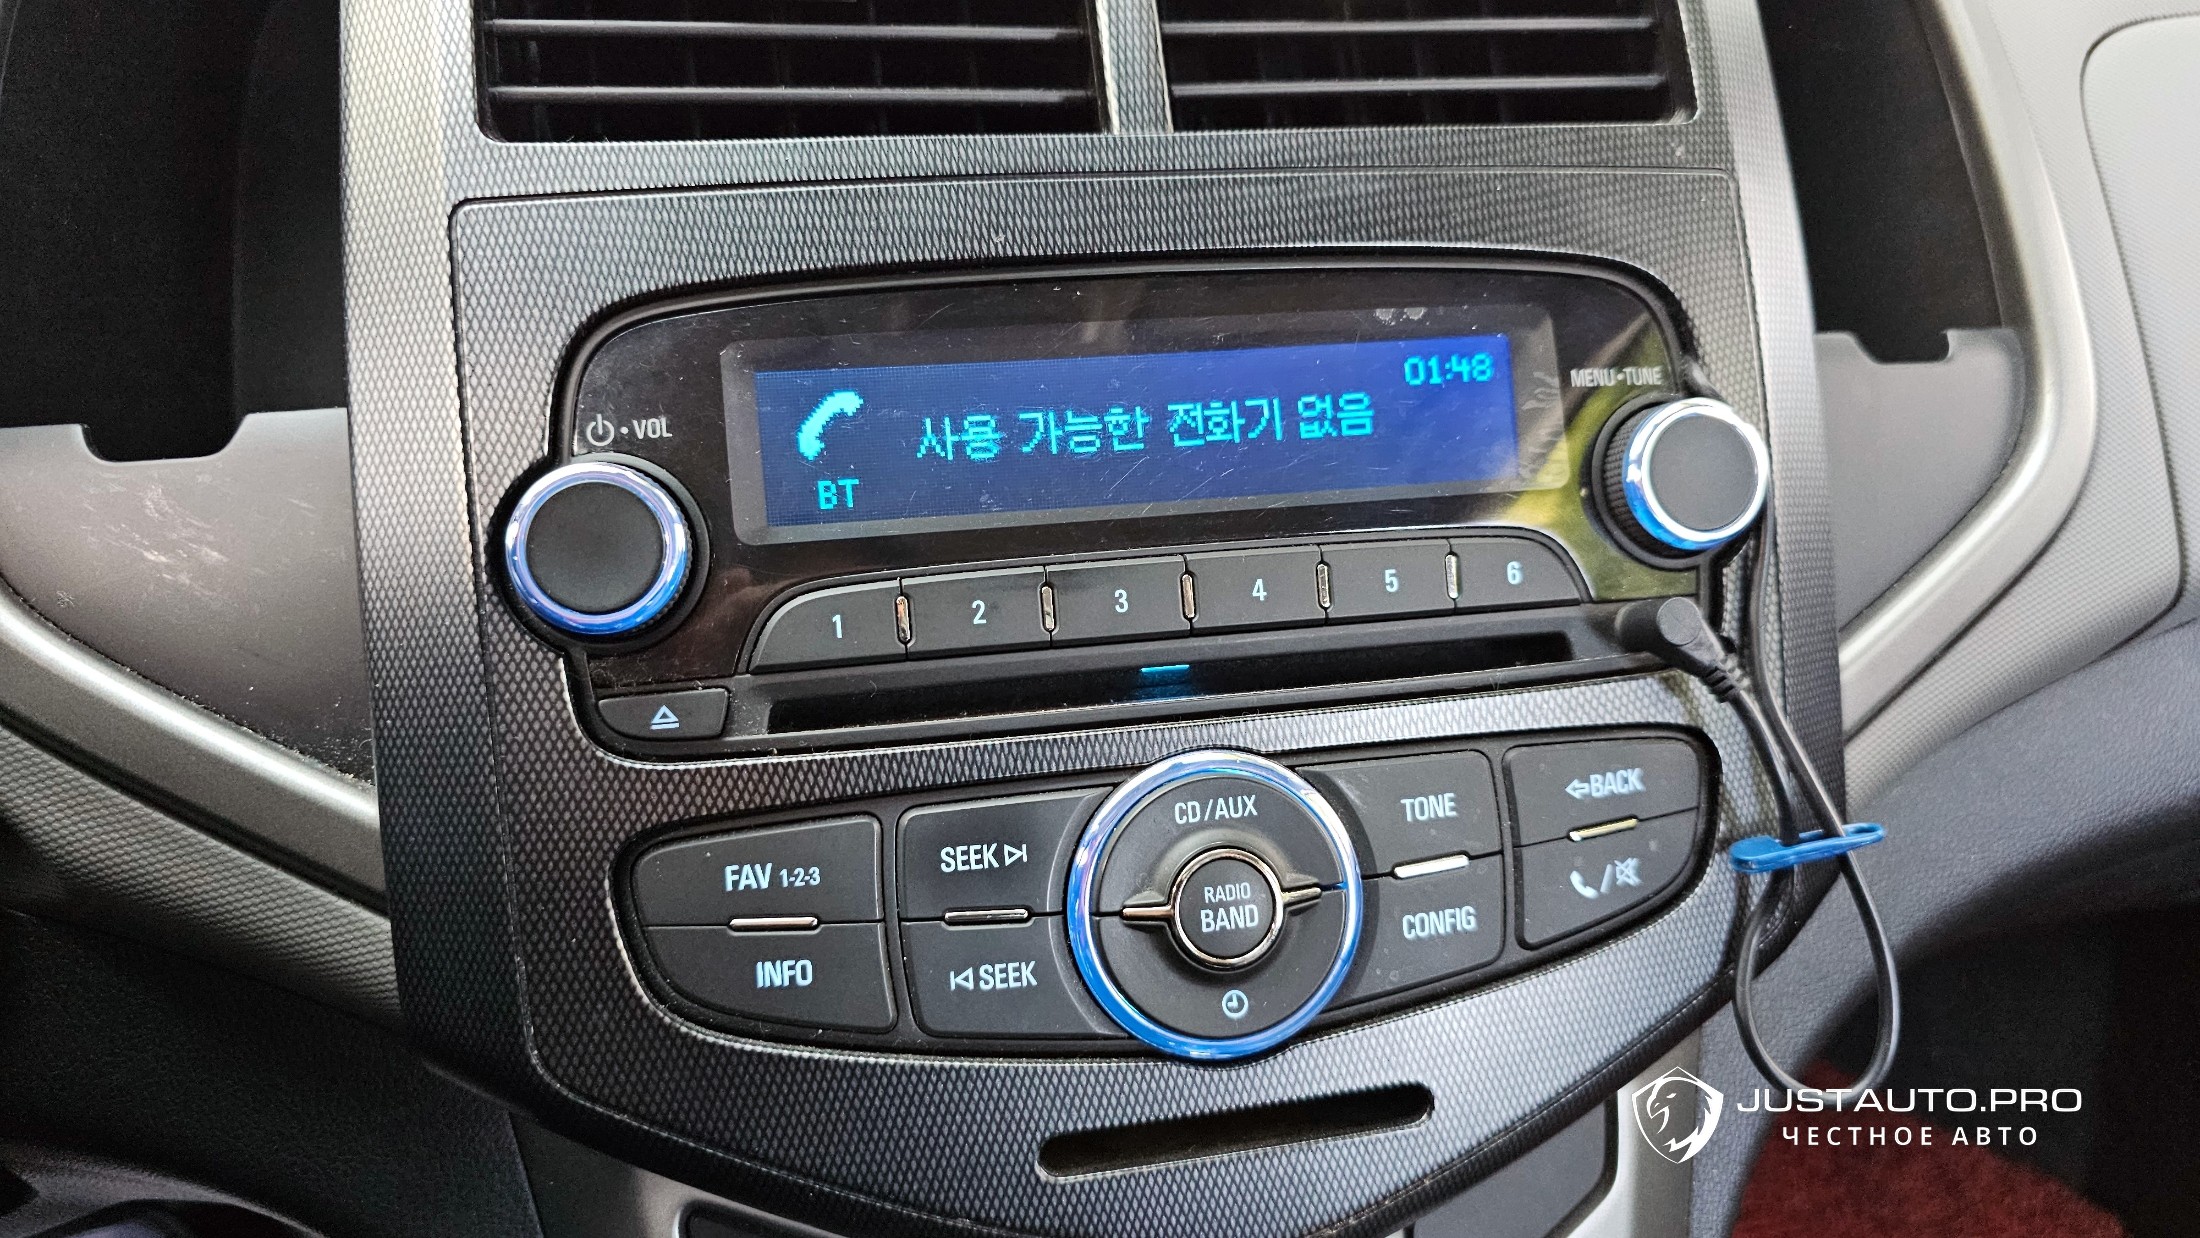 01:48
MENU•TUNE
•VOL
사용 가능한 전화기 없음
BT
1 2 3 4 5 6
CD/AUX
TONE
BACK
SEEK
FAV 1-2-3
RADIO
BAND
CONFIG
INFO
SEEK
JUSTAUTO.PRO
ЧЕСТНОЕ АВТО